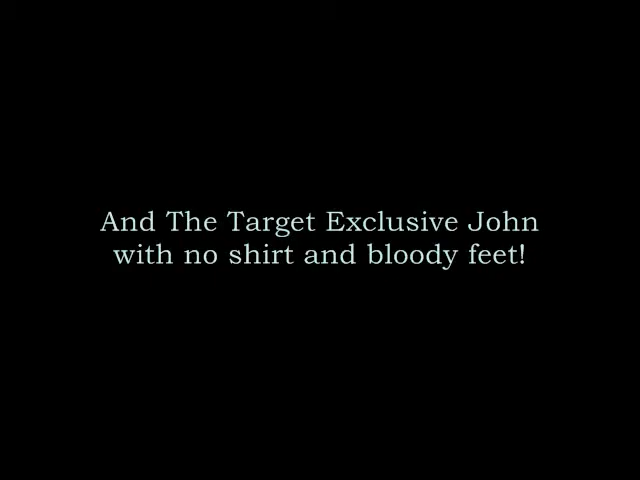 And The Target Exclusive John
with no shirt and bloody feet!